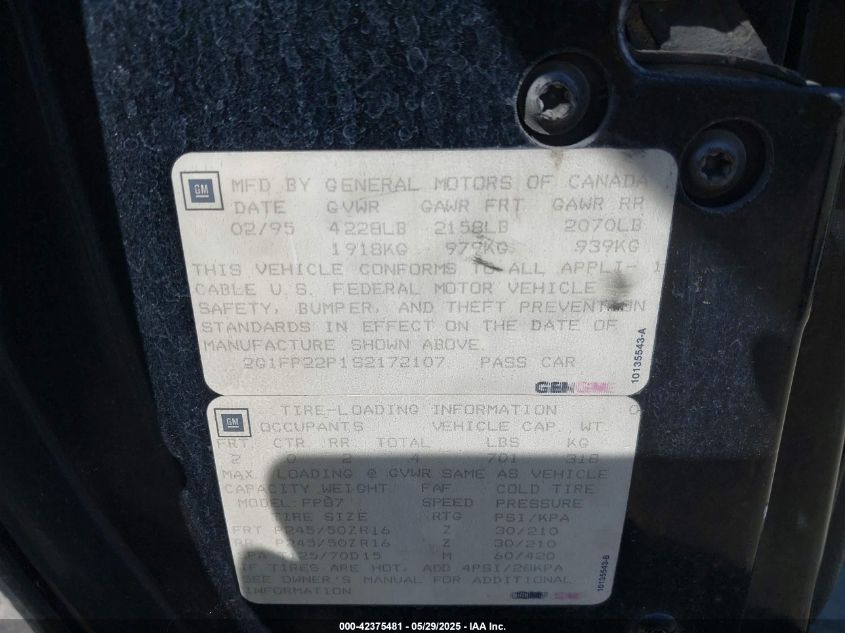 GM MFD BY GENERAL MOTORS OF CANADA
DATE GVWR GAWR FRT GAWR RR
02/95 4228LB 2158LB 2070LB
1918KG 979KG 939KG
THIS VEHICLE CONFORMS TO ALL APPLI- 1
CABLE U.S. FEDERAL MOTOR VEHICLE
SAFETY, BUMPER, AND THEFT PREVENTION
STANDARDS IN EFFECT ON THE DATE OF
MANUFACTURE SHOWN ABOVE.
2G1FP22P1S2172107 PASS CAR
GENUINE
10135543-A
GM TIRE-LOADING INFORMATION
OCCUPANTS VEHICLE CAP. WT.
FRT. CTR. RR TOTAL LBS KG
2 0 2 4 701 318
MAX. LOADING @ GVWR SAME AS VEHICLE
CAPACITY WEIGHT FAF COLD TIRE
MODEL: FP87 SPEED PRESSURE
TIRE SIZE RTG PSI/KPA
FRT P245/50ZR16 Z 30/210
RR P245/50ZR16 Z 30/210
SPA T125/70D15 M 60/420
IF TIRES ARE HOT, ADD 4PSI/28KPA
SEE OWNER'S MANUAL FOR ADDITIONAL
INFORMATION
GM
10135543-B
000-42375481 - 05/29/2025 - IAA Inc.